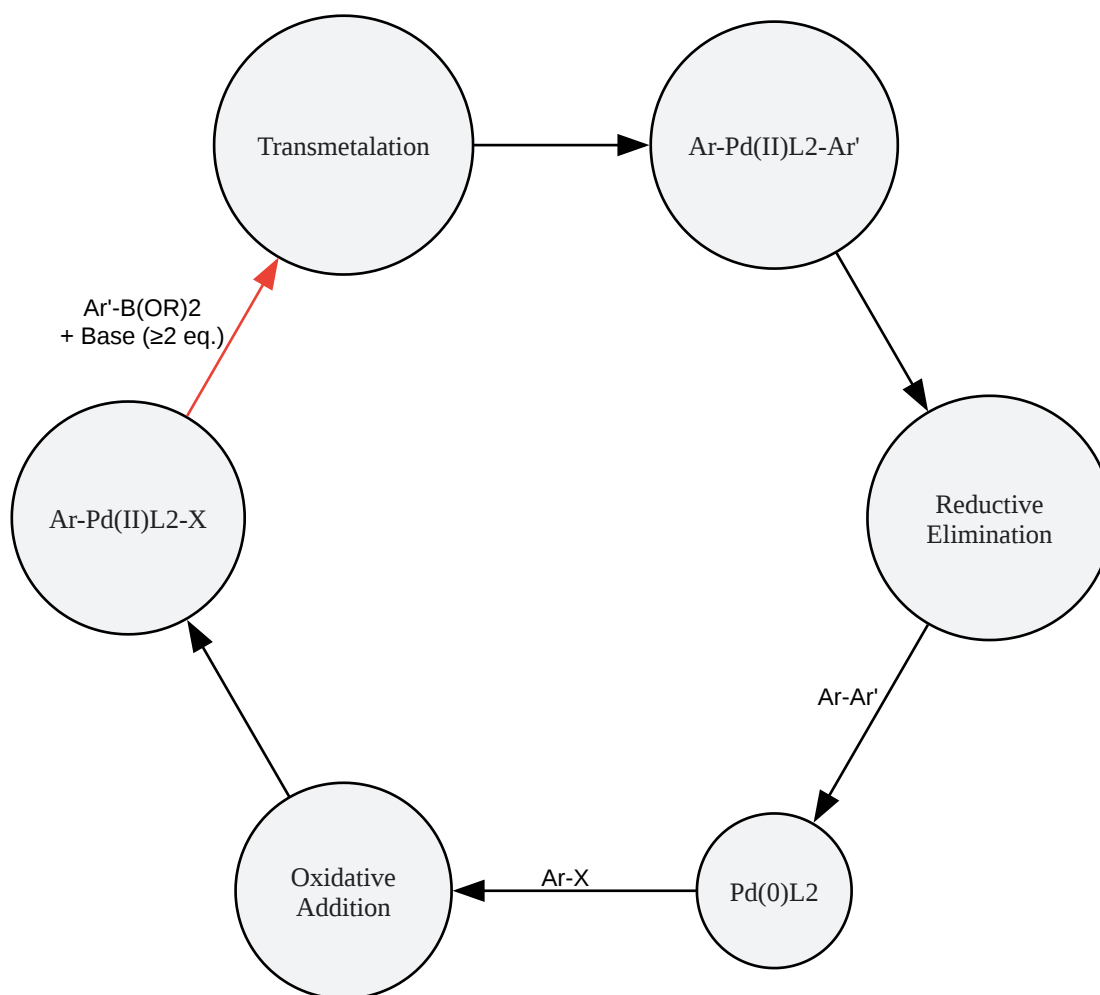 Transmetalation
Ar-Pd(II)L2-Ar'
Ar'-B(OR)2
+ Base (≥2 eq.)
Ar-Pd(II)L2-X
Reductive
Elimination
Ar-Ar'
Oxidative
Addition
Ar-X
Pd(0)L2